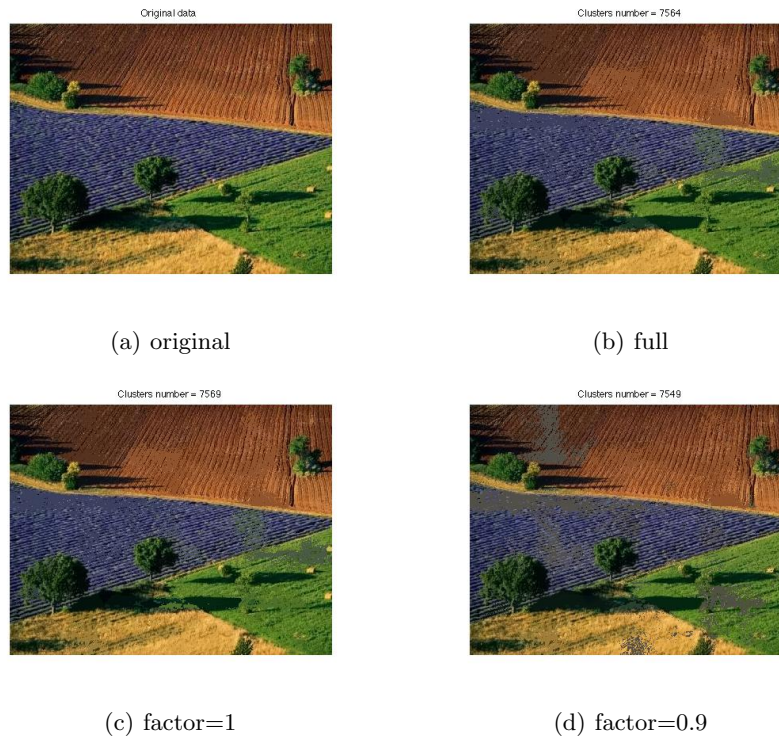 Original data
Clusters number = 7564
(a) original
(b) full
Clusters number = 7569
Clusters number = 7549
(c) factor=1
(d) factor=0.9